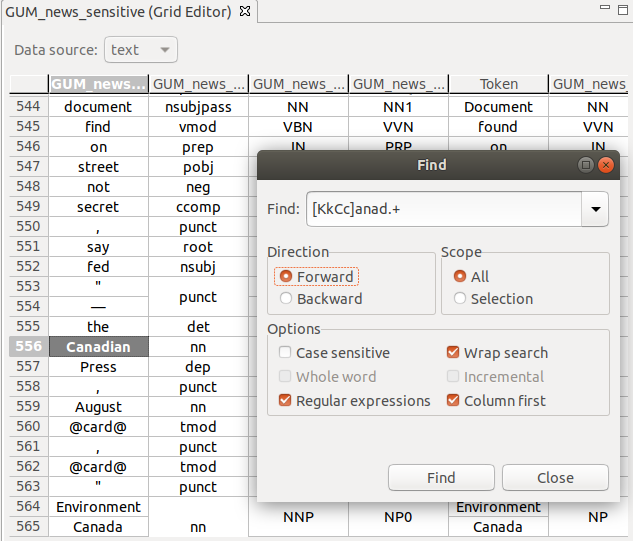 GUM_news_sensitive (Grid Editor)
Data source: text
GUM_news... GUM_news_... GUM_news_... GUM_news_... Token GUM_news_
544 document nsubjpass NN NN1 Document NN
545 find vmod VBN VVN found VVN
546 on prep IN PRP on IN
547 street pobj
548 not neg
549 secret ccomp
550 , punct
551 say root
552 fed nsubj
553 "
punct
554 —
555 the det
556 Canadian nn
557 Press dep
558 , punct
559 August nn
560 @card@ tmod
561 , punct
562 @card@ tmod
563 " punct
564 Environment Environment
NNP NP0 NP
565 Canada nn Canada
Find
Find: [KkCc]anad.+
Direction Scope
Forward All
Backward Selection
Options
Case sensitive Wrap search
Whole word Incremental
Regular expressions Column first
Find Close